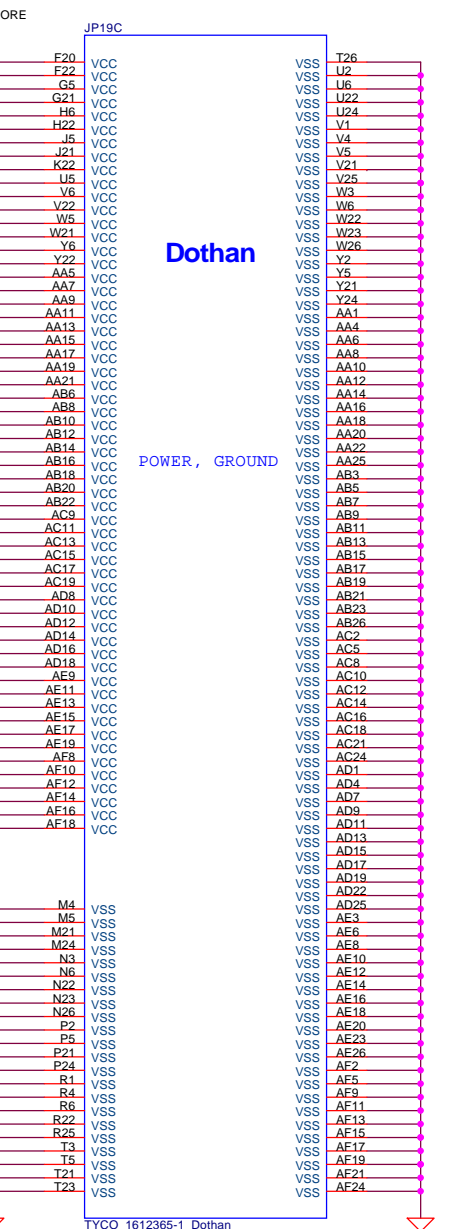 ORE
JP19C
F20 VCC VSS T26
F22 VCC VSS U2
G5 VCC VSS U6
G21 VCC VSS U22
H6 VCC VSS U24
H22 VCC VSS V1
J5 VCC VSS V4
J21 VCC VSS V5
K22 VCC VSS V21
U5 VCC VSS V25
V6 VCC VSS W3
V22 VCC VSS W6
W5 VCC VSS W22
W21 VCC VSS W23
Y6 VCC VSS W26
Dothan
Y22 VCC VSS Y2
AA5 VCC VSS Y5
AA7 VCC VSS Y21
AA9 VCC VSS Y24
AA11 VCC VSS AA1
AA13 VCC VSS AA4
AA15 VCC VSS AA6
AA17 VCC VSS AA8
AA19 VCC VSS AA10
AA21 VCC VSS AA12
AB6 VCC VSS AA14
AB8 VCC VSS AA16
AB10 VCC VSS AA18
AB12 VCC VSS AA20
AB14 VCC VSS AA22
AB16 VCC POWER, GROUND VSS AA25
AB18 VCC VSS AB3
AB20 VCC VSS AB5
AB22 VCC VSS AB7
AC9 VCC VSS AB9
AC11 VCC VSS AB11
AC13 VCC VSS AB13
AC15 VCC VSS AB15
AC17 VCC VSS AB17
AC19 VCC VSS AB19
AD8 VCC VSS AB21
AD10 VCC VSS AB23
AD12 VCC VSS AB26
AD14 VCC VSS AC2
AD16 VCC VSS AC5
AD18 VCC VSS AC8
AE9 VCC VSS AC10
AE11 VCC VSS AC12
AE13 VCC VSS AC14
AE15 VCC VSS AC16
AE17 VCC VSS AC18
AE19 VCC VSS AC21
AF8 VCC VSS AC24
AF10 VCC VSS AD1
AF12 VCC VSS AD4
AF14 VCC VSS AD7
AF16 VCC VSS AD9
AF18 VCC VSS AD11
VSS AD13
VSS AD15
VSS AD17
VSS AD19
VSS AD22
M4 VSS VSS AD25
M5 VSS VSS AE3
M21 VSS VSS AE6
M24 VSS VSS AE8
N3 VSS VSS AE10
N6 VSS VSS AE12
N22 VSS VSS AE14
N23 VSS VSS AE16
N26 VSS VSS AE18
P2 VSS VSS AE20
P5 VSS VSS AE23
P21 VSS VSS AE26
P24 VSS VSS AF2
R1 VSS VSS AF5
R4 VSS VSS AF9
R6 VSS VSS AF11
R22 VSS VSS AF13
R25 VSS VSS AF15
T3 VSS VSS AF17
T5 VSS VSS AF19
T21 VSS VSS AF21
T23 VSS VSS AF24
TYCO_1612365-1_Dothan